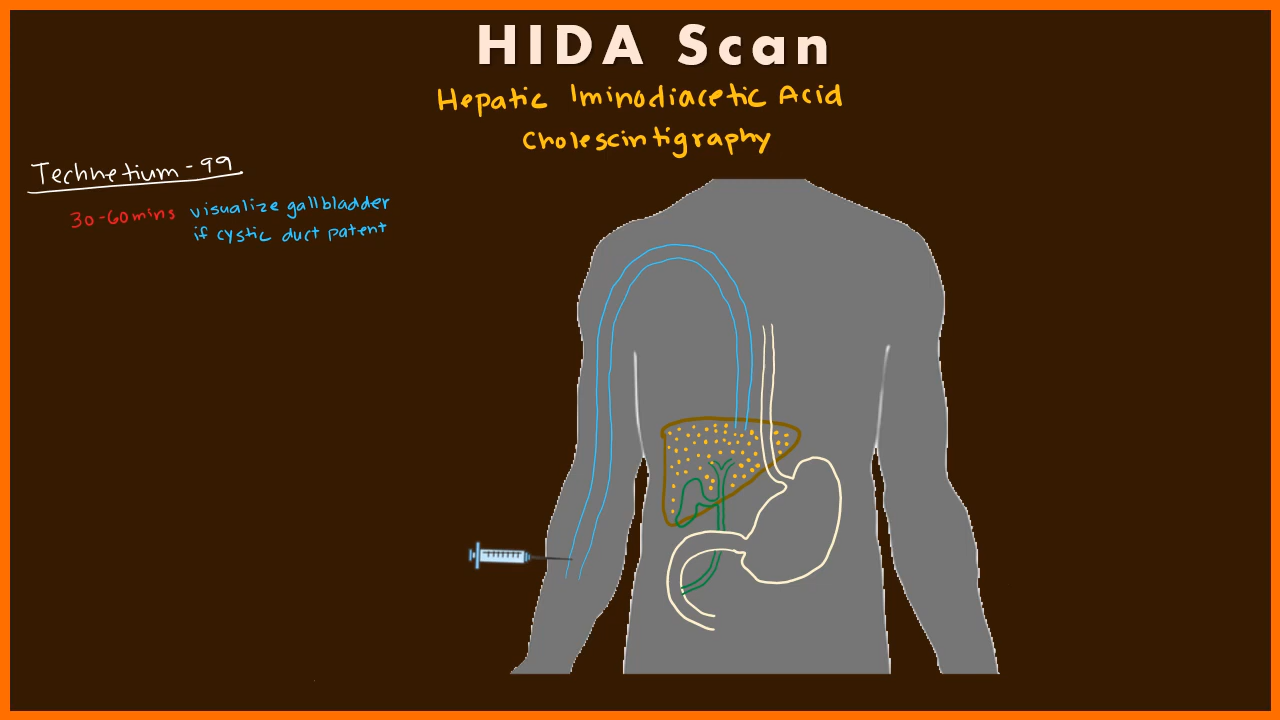 HIDA Scan
Hepatic Iminodiacetic Acid
Cholescintigraphy
Technetium-99
30-60mins visualize gallbladder
if cystic duct patent